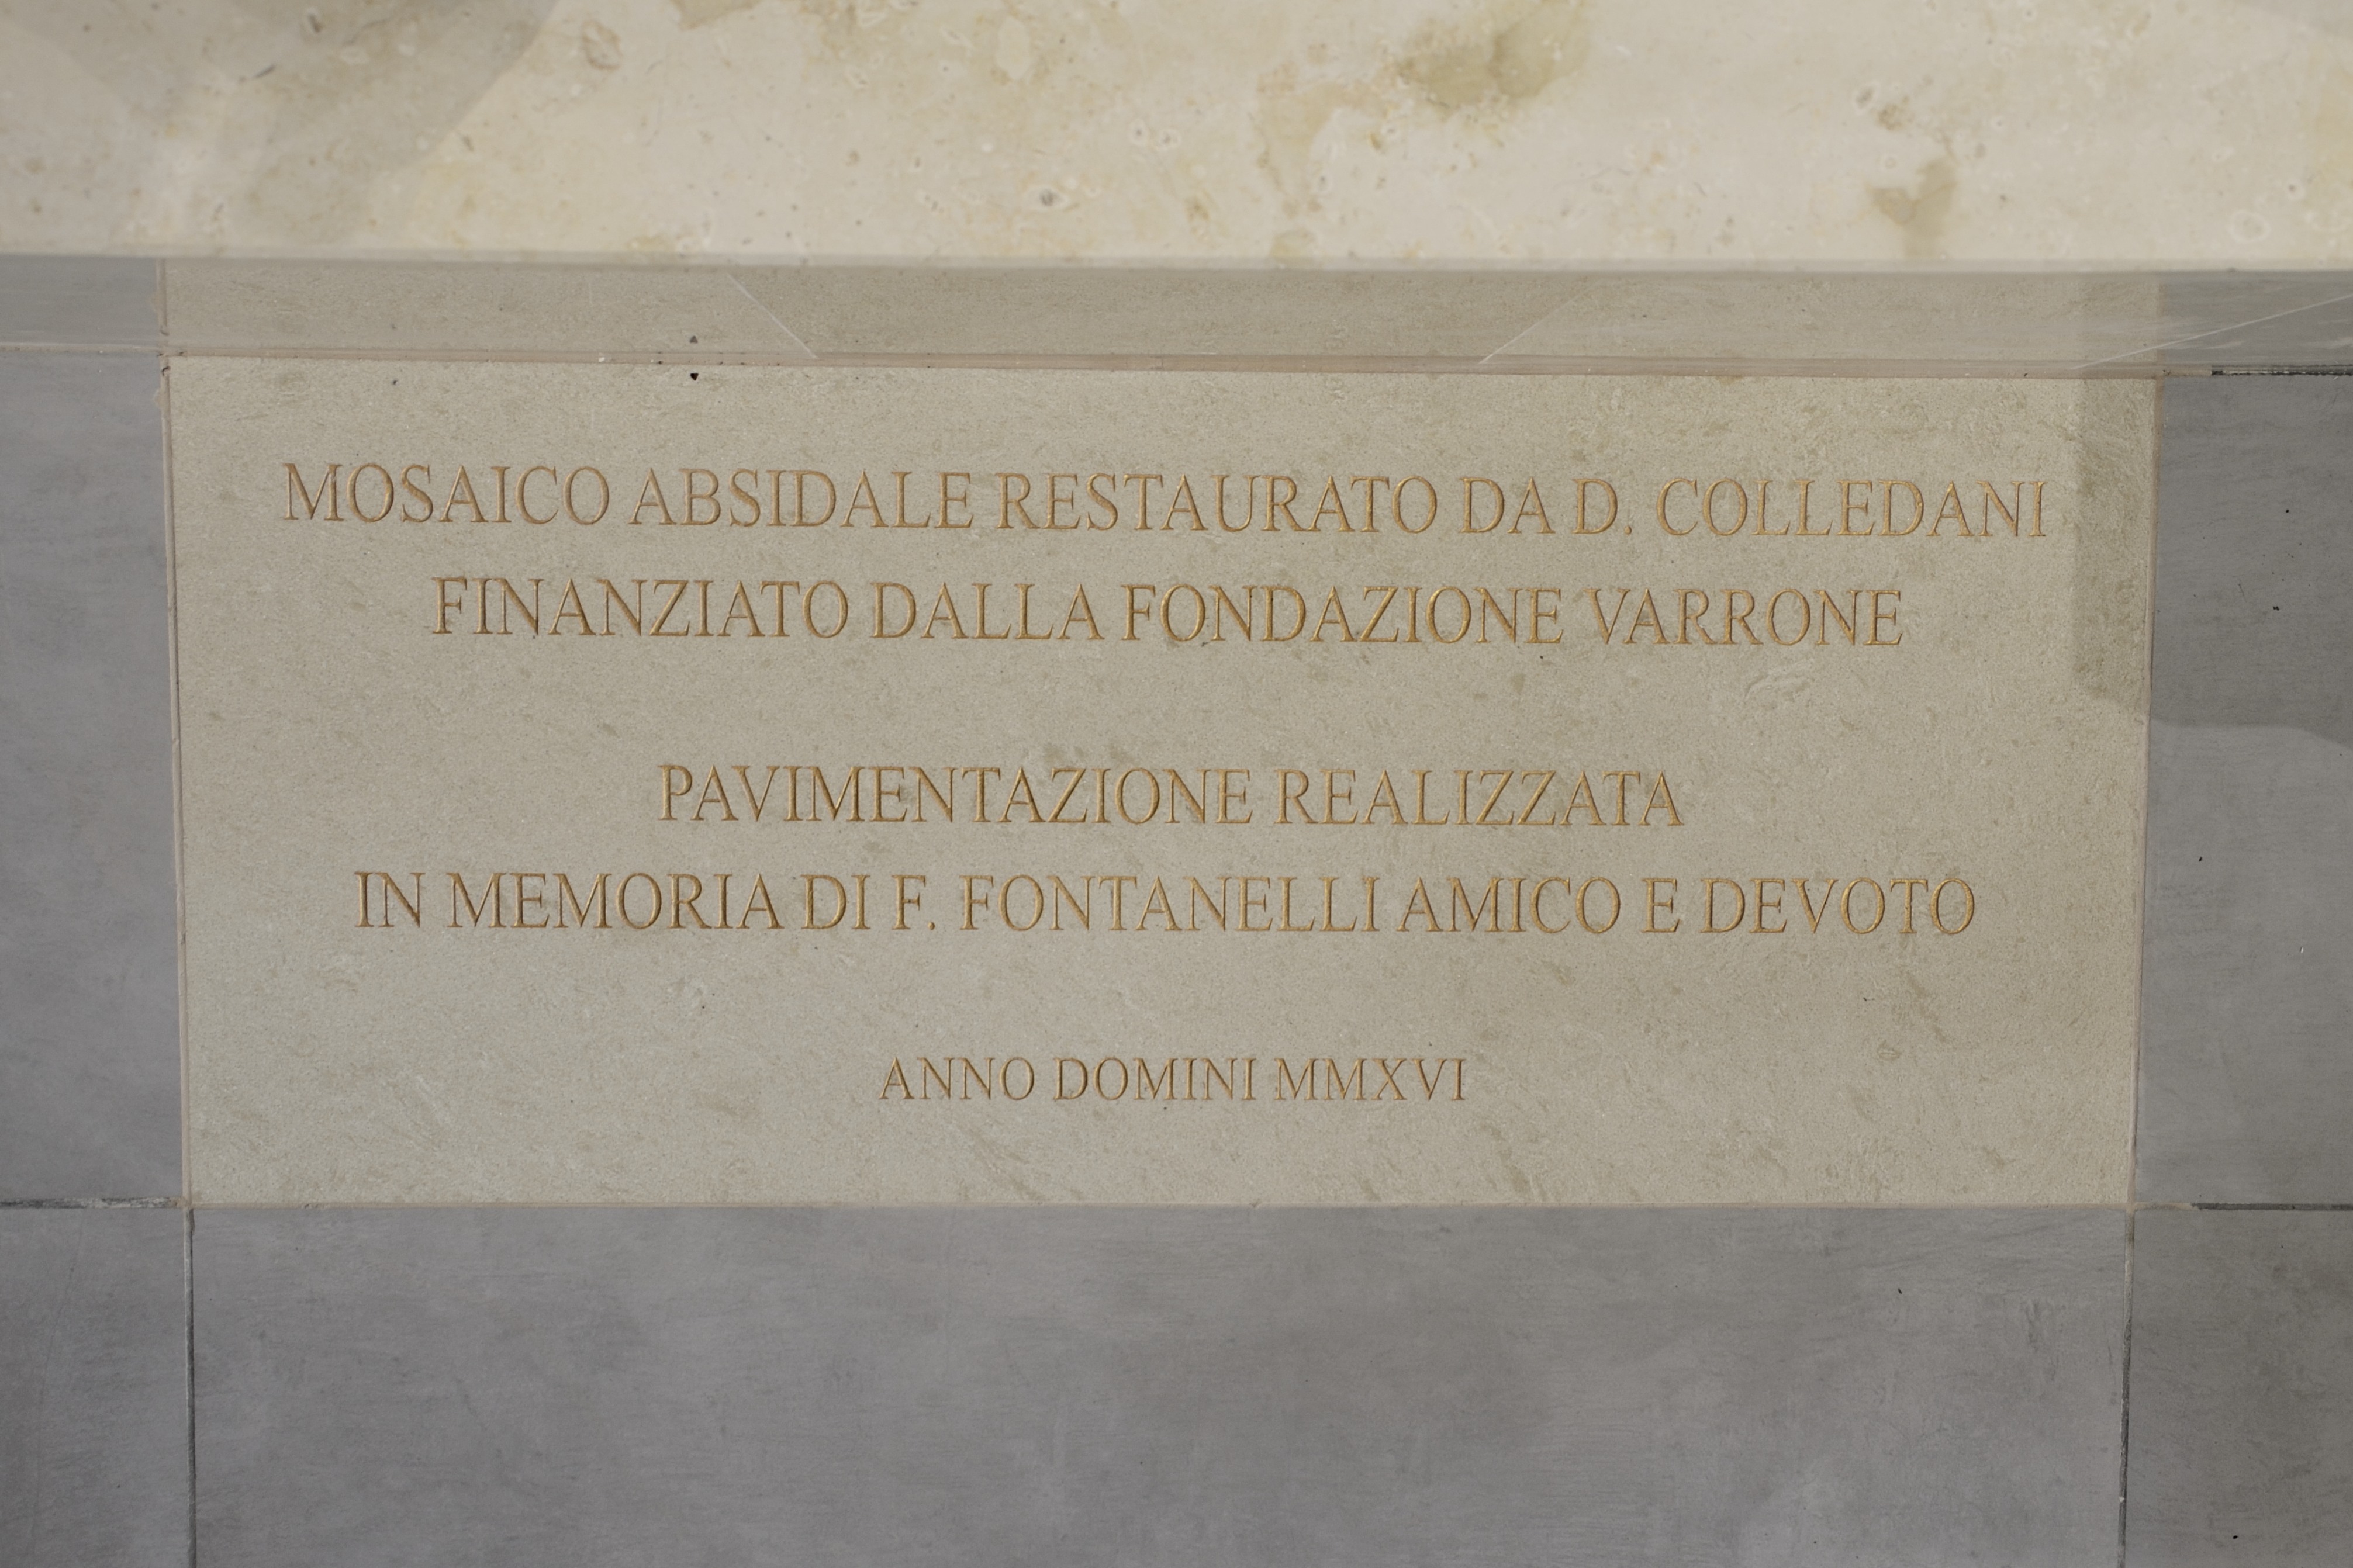 MOSAICO ABSIDALE RESTAURATO DA D. COLLEDANI
FINANZIATO DALLA FONDAZIONE VARRONE
PAVIMENTAZIONE REALIZZATA
IN MEMORIA DI F. FONTANELLI AMICO E DEVOTO
ANNO DOMINI MMXVI